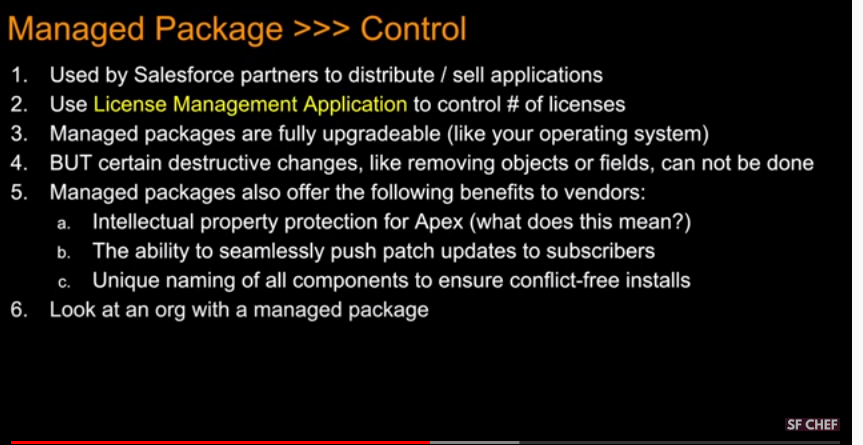 Managed Package >>> Control
1. Used by Salesforce partners to distribute / sell applications
2. Use License Management Application to control # of licenses
3. Managed packages are fully upgradeable (like your operating system)
4. BUT certain destructive changes, like removing objects or fields, can not be done
5. Managed packages also offer the following benefits to vendors:
a. Intellectual property protection for Apex (what does this mean?)
b. The ability to seamlessly push patch updates to subscribers
c. Unique naming of all components to ensure conflict-free installs
6. Look at an org with a managed package
SF CHEF